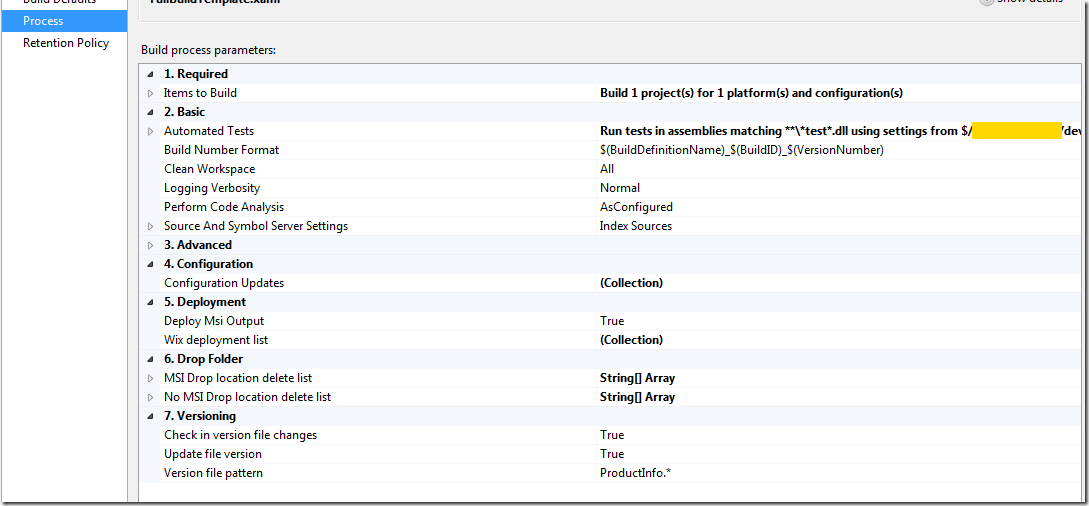 Build Defaults
FullBuildTemplate.xaml
Show details
Process
Retention Policy
Build process parameters:
1. Required
Items to Build Build 1 project(s) for 1 platform(s) and configuration(s)
2. Basic
Automated Tests Run tests in assemblies matching **\*test*.dll using settings from $/ /dev
Build Number Format $(BuildDefinitionName)_$(BuildID)_$(VersionNumber)
Clean Workspace All
Logging Verbosity Normal
Perform Code Analysis AsConfigured
Source And Symbol Server Settings Index Sources
3. Advanced
4. Configuration
Configuration Updates (Collection)
5. Deployment
Deploy Msi Output True
Wix deployment list (Collection)
6. Drop Folder
MSI Drop location delete list String[] Array
No MSI Drop location delete list String[] Array
7. Versioning
Check in version file changes True
Update file version True
Version file pattern ProductInfo.*